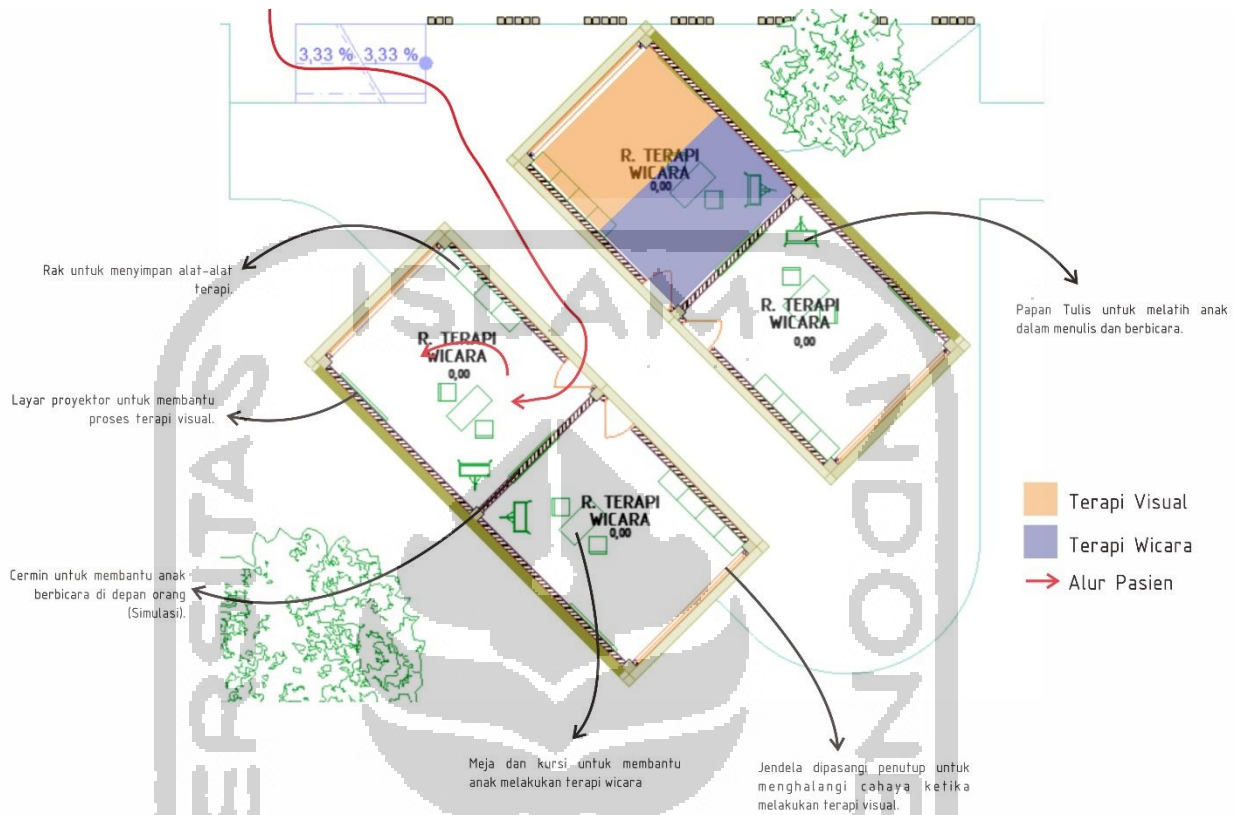 3,33 % 3,33 %
R. TERAPI
WICARA
0,00
R. TERAPI
WICARA
0,00
R. TERAPI
WICARA
0,00
R. TERAPI
WICARA
0,00
Rak untuk menyimpan alat-alat
terapi.
Layar proyektor untuk membantu
proses terapi visual.
Cermin untuk membantu anak
berbicara di depan orang
(Simulasi).
Meja dan kursi untuk membantu
anak melakukan terapi wicara
Jendela dipasangi penutup untuk
menghalangi cahaya ketika
melakukan terapi visual.
Papan Tulis untuk melatih anak
dalam menulis dan berbicara.
Terapi Visual
Terapi Wicara
Alur Pasien
ISLAM